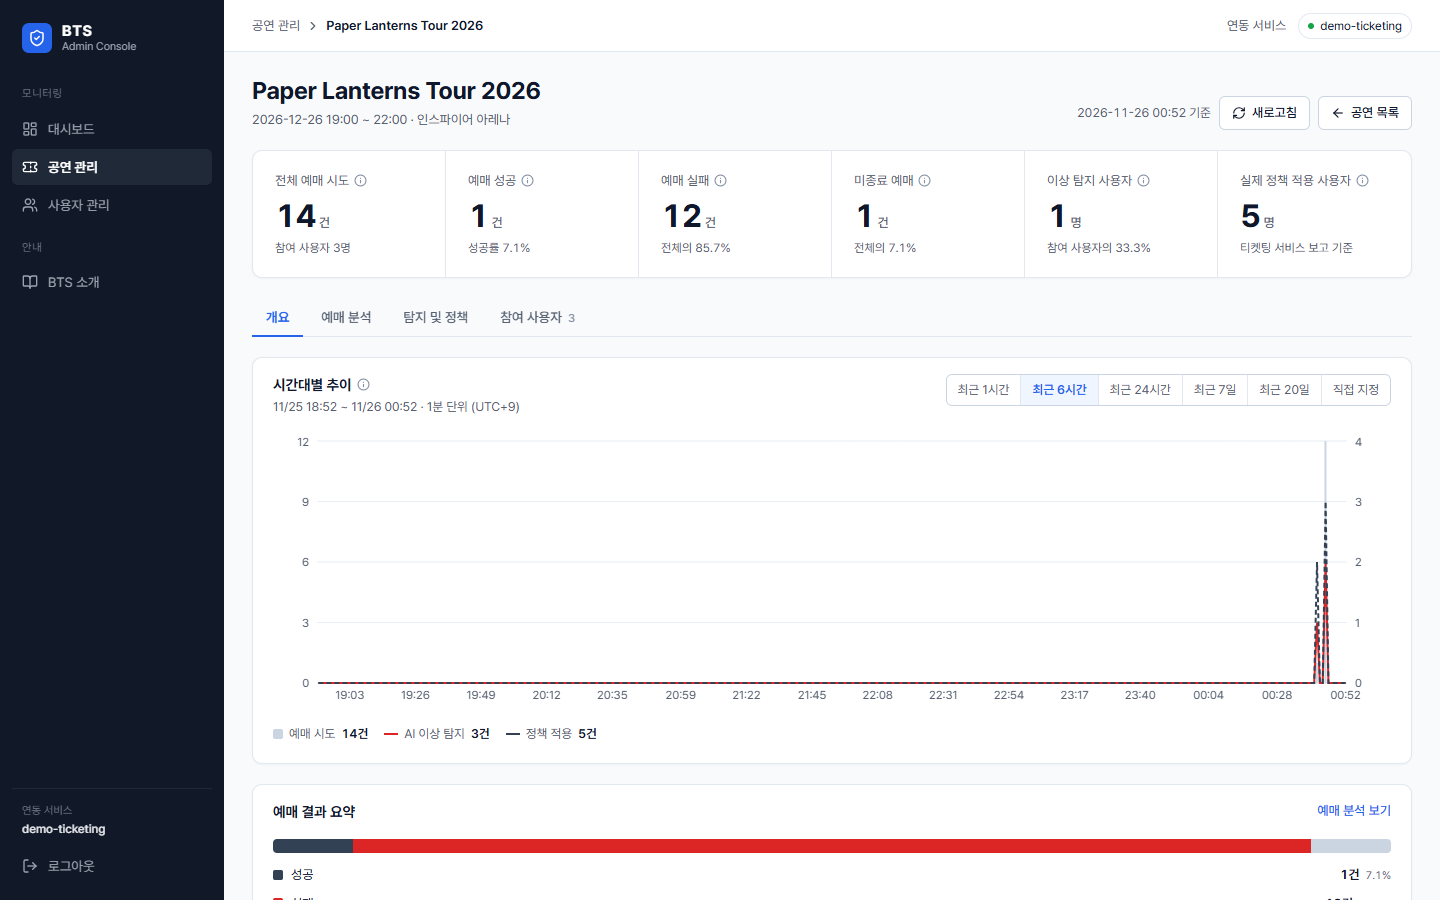 BTS
Admin Console
모니터링
대시보드
공연 관리
사용자 관리
안내
BTS 소개
연동 서비스
demo-ticketing
로그아웃
공연 관리 > Paper Lanterns Tour 2026
연동 서비스 demo-ticketing
Paper Lanterns Tour 2026
2026-12-26 19:00 ~ 22:00 · 인스파이어 아레나
2026-11-26 00:52 기준 새로고침 공연 목록
전체 예매 시도
14 건
참여 사용자 3명
예매 성공
1 건
성공률 7.1%
예매 실패
12 건
전체의 85.7%
미종료 예매
1 건
전체의 7.1%
이상 탐지 사용자
1 명
참여 사용자의 33.3%
실제 정책 적용 사용자
5 명
티켓팅 서비스 보고 기준
개요 예매 분석 탐지 및 정책 참여 사용자 3
시간대별 추이
11/25 18:52 ~ 11/26 00:52 · 1분 단위 (UTC+9)
최근 1시간 최근 6시간 최근 24시간 최근 7일 최근 20일 직접 지정
12 4
9 3
6 2
3 1
0 0
19:03 19:26 19:49 20:12 20:35 20:59 21:22 21:45 22:08 22:31 22:54 23:17 23:40 00:04 00:28 00:52
예매 시도 14건 AI 이상 탐지 3건 정책 적용 5건
예매 결과 요약 예매 분석 보기
성공 1건 7.1%